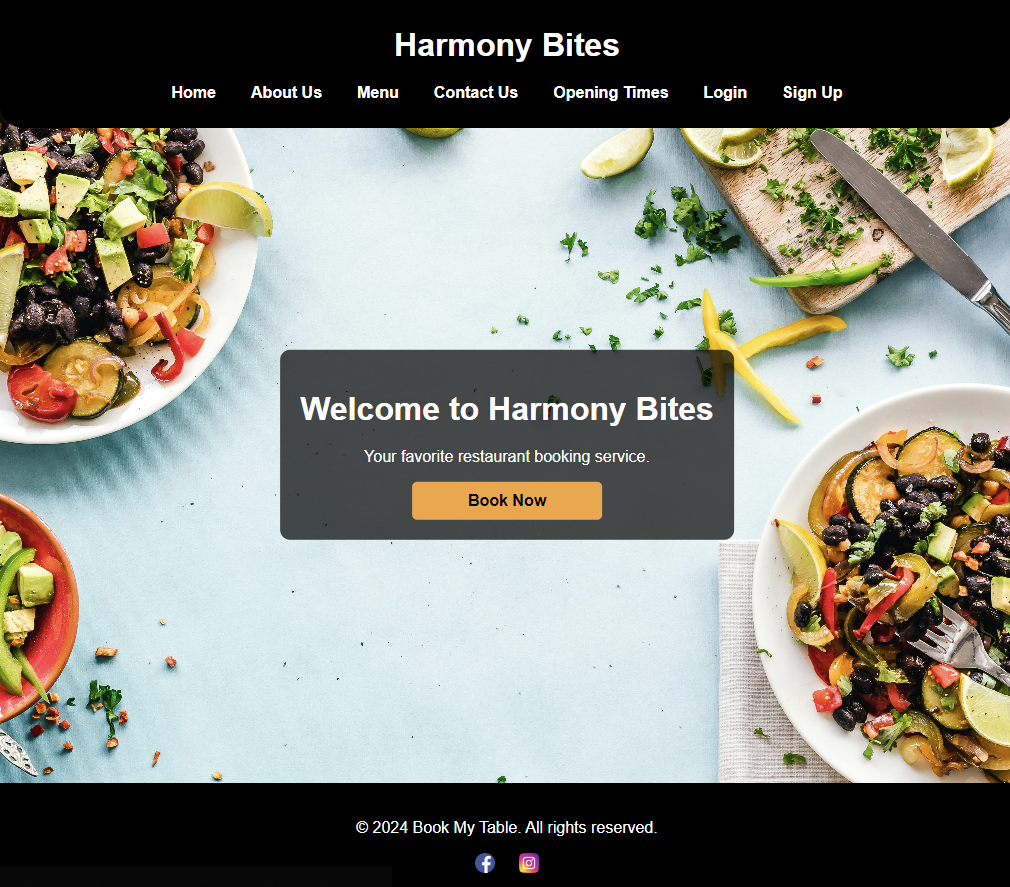 Harmony Bites
Home About Us Menu Contact Us Opening Times Login Sign Up
Welcome to Harmony Bites
Your favorite restaurant booking service.
Book Now
© 2024 Book My Table. All rights reserved.